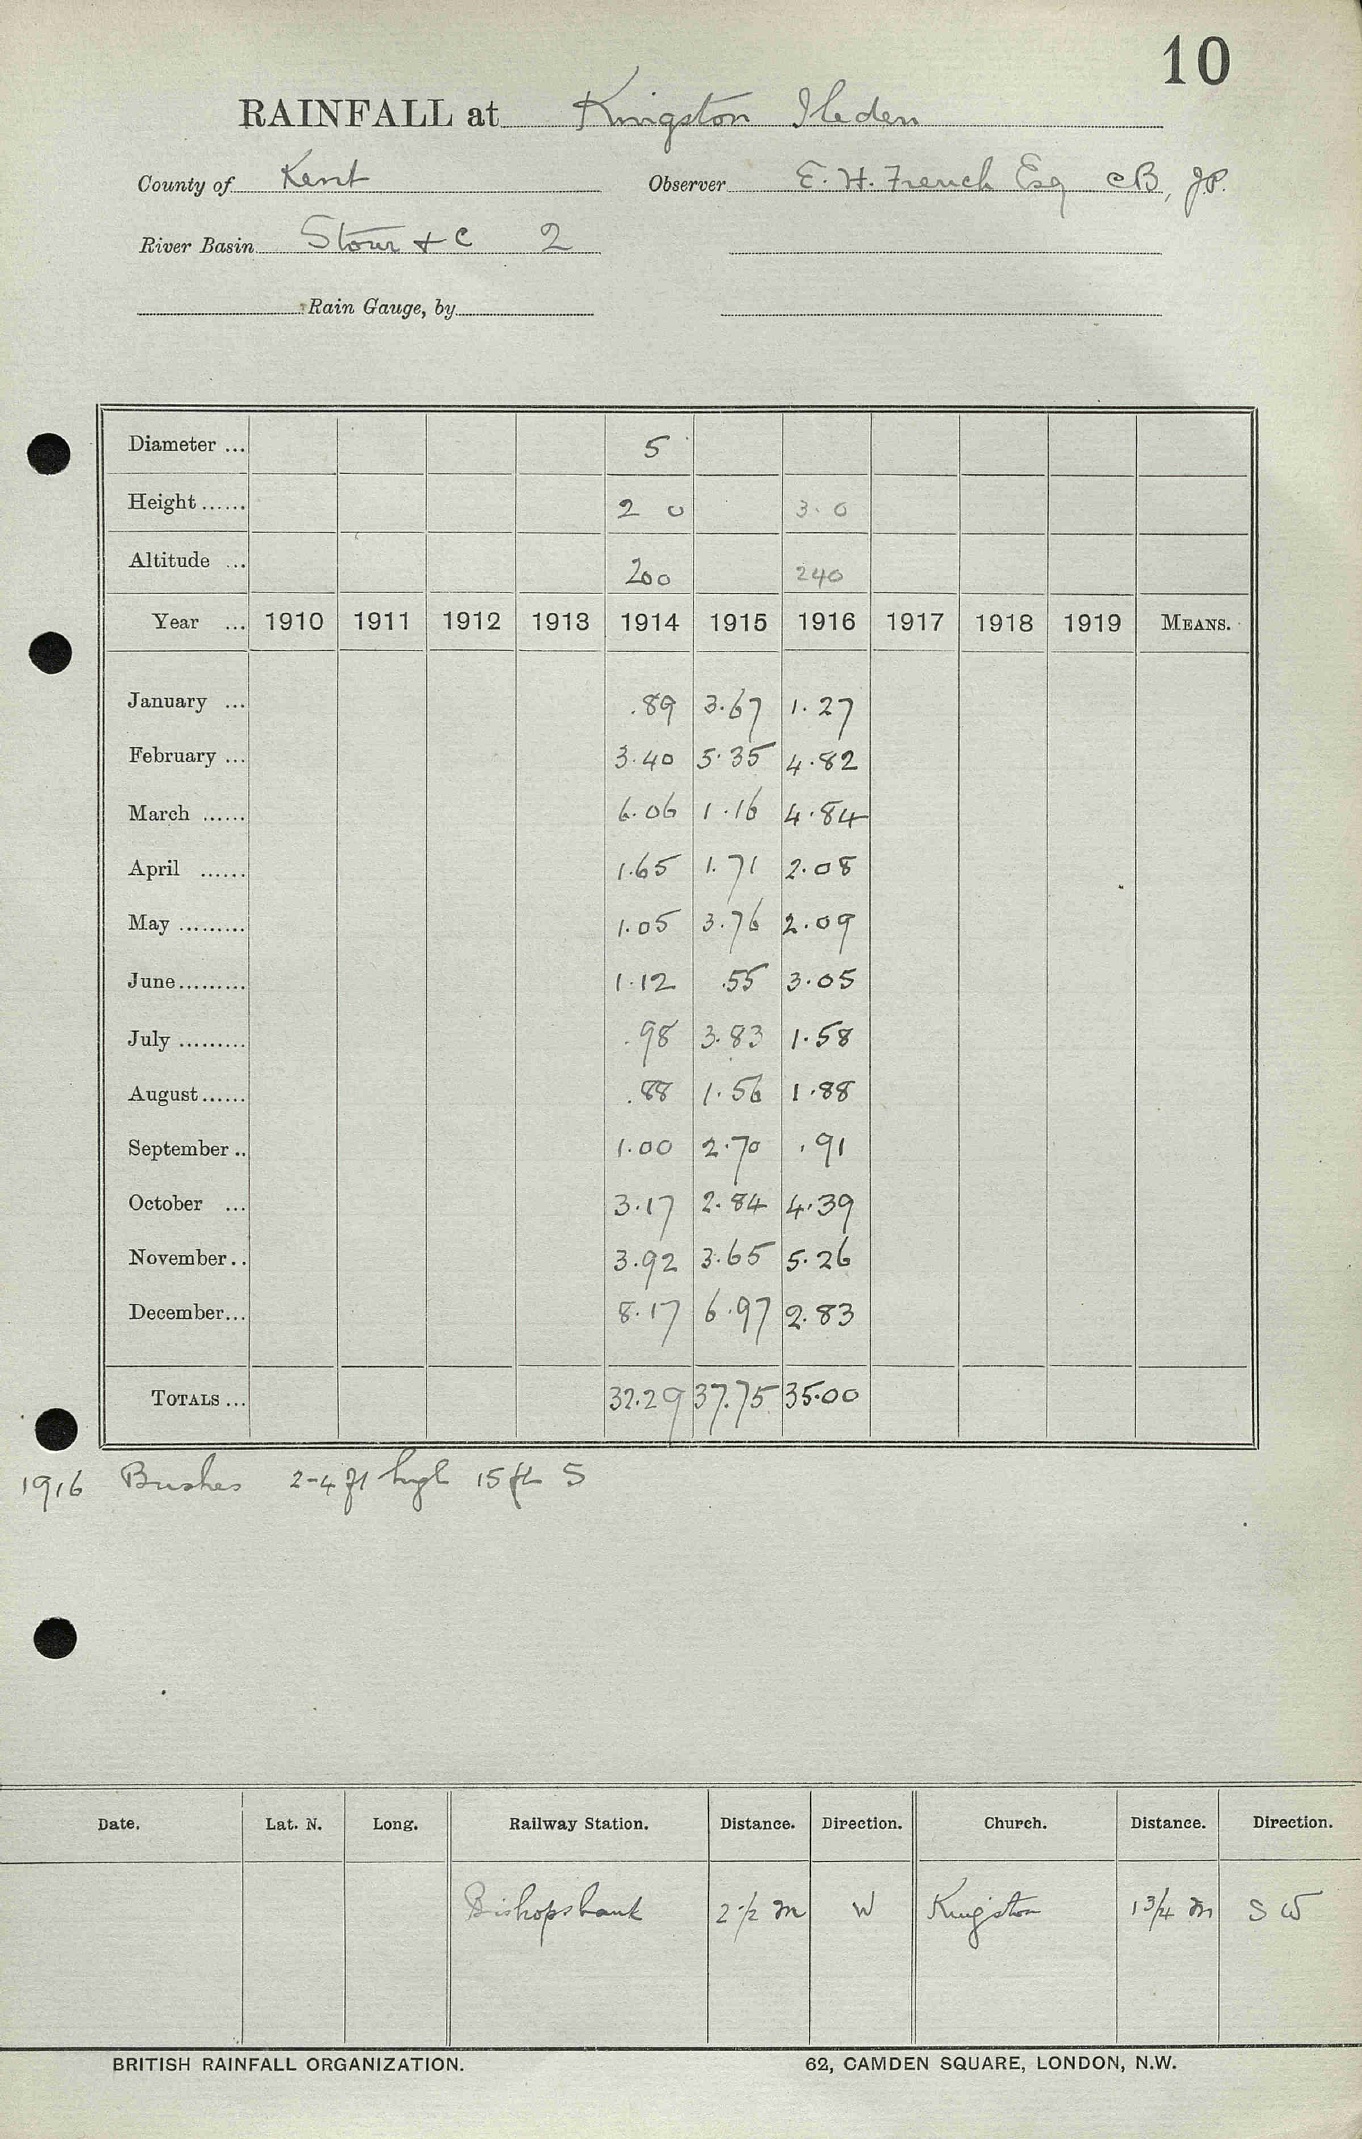 10
RAINFALL at Kingston Ileden
County of Kent Observer E. H. French Esq CB, J.P.
River Basin Stour + C 2
Rain Gauge, by
Diameter ... 5
Height ...... 2 0 3. 0
Altitude ... 200 240
Year ... 1910 1911 1912 1913 1914 1915 1916 1917 1918 1919 MEANS.
January ... .89 3.67 1.27
February ... 3.40 5.35 4.82
March ...... 6.06 1.16 4.84
April ...... 1.65 1.71 2.08
May ......... 1.05 3.76 2.09
June ......... 1.12 .55 3.05
July ......... .98 3.83 1.58
August ...... .88 1.56 1.88
September .. 1.00 2.70 .91
October ... 3.17 2.84 4.39
November .. 3.92 3.65 5.26
December ... 8.17 6.97 2.83
TOTALS ... 32.29 37.75 35.00
1916 Bushes 2-4 ft high 15 ft S
Date. Lat. N. Long. Railway Station. Distance. Direction. Church. Distance. Direction.
Bishopsbank 2 1/2 m W Kingston 1 3/4 m S W
BRITISH RAINFALL ORGANIZATION. 62, CAMDEN SQUARE, LONDON, N.W.